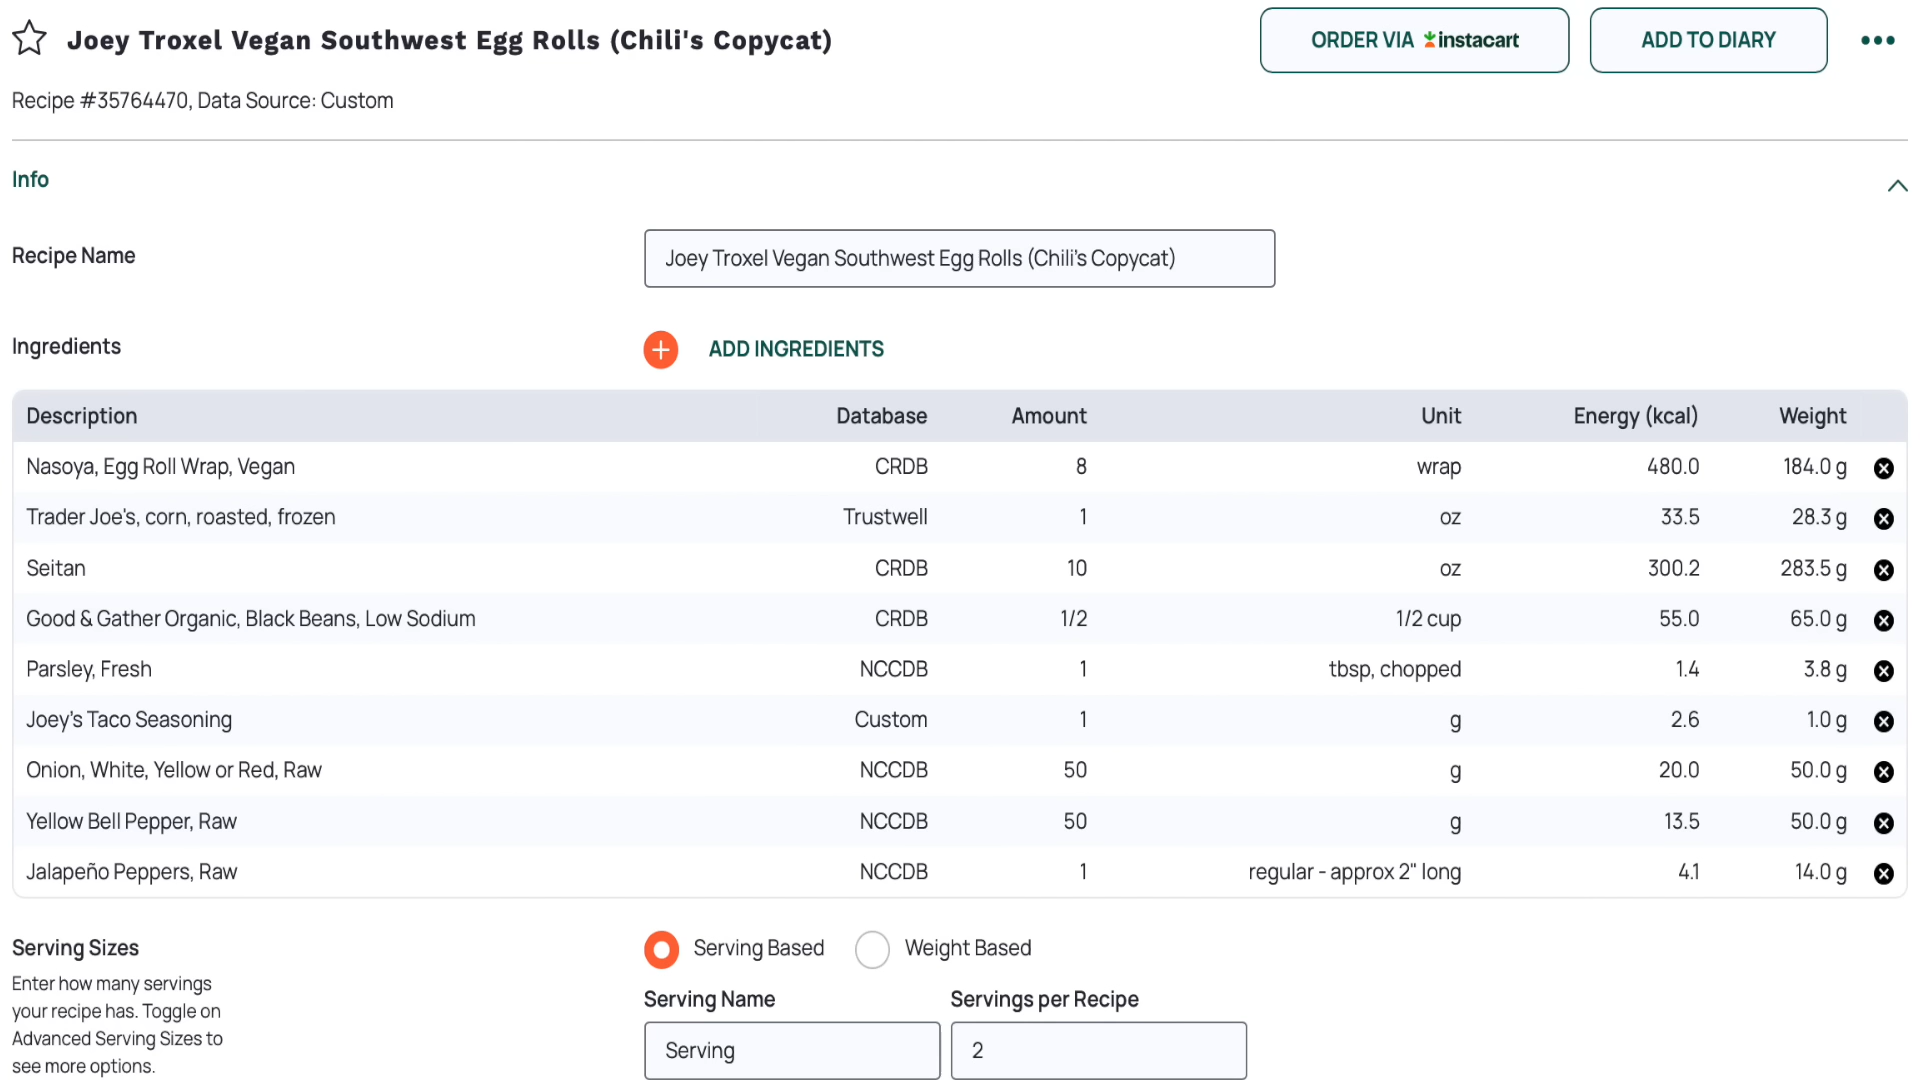 Joey Troxel Vegan Southwest Egg Rolls (Chili's Copycat)
ORDER VIA instacart
ADD TO DIARY
Recipe #35764470, Data Source: Custom
Info
Recipe Name
Joey Troxel Vegan Southwest Egg Rolls (Chili's Copycat)
Ingredients
ADD INGREDIENTS
Description Database Amount Unit Energy (kcal) Weight
Nasoya, Egg Roll Wrap, Vegan CRDB 8 wrap 480.0 184.0 g
Trader Joe's, corn, roasted, frozen Trustwell 1 oz 33.5 28.3 g
Seitan CRDB 10 oz 300.2 283.5 g
Good & Gather Organic, Black Beans, Low Sodium CRDB 1/2 1/2 cup 55.0 65.0 g
Parsley, Fresh NCCDB 1 tbsp, chopped 1.4 3.8 g
Joey's Taco Seasoning Custom 1 g 2.6 1.0 g
Onion, White, Yellow or Red, Raw NCCDB 50 g 20.0 50.0 g
Yellow Bell Pepper, Raw NCCDB 50 g 13.5 50.0 g
Jalapeño Peppers, Raw NCCDB 1 regular - approx 2" long 4.1 14.0 g
Serving Sizes
Enter how many servings
your recipe has. Toggle on
Advanced Serving Sizes to
see more options.
Serving Based Weight Based
Serving Name Servings per Recipe
Serving 2